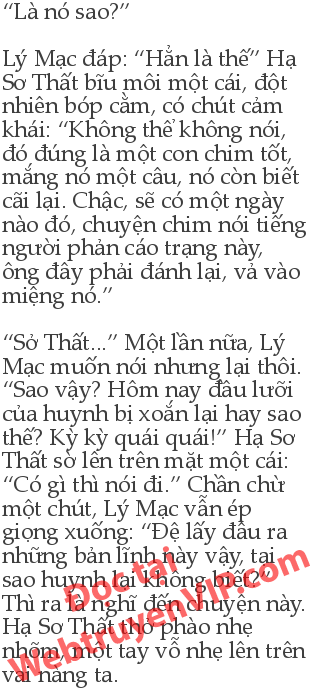 “Là nó sao?”
Lý Mạc đáp: “Hẳn là thế” Hạ
Sơ Thất bĩu môi một cái, đột
nhiên bóp cằm, có chút cảm
khái: “Không thể không nói,
đó đúng là một con chim tốt,
mắng nó một câu, nó còn biết
cãi lại. Chậc, sẽ có một ngày
nào đó, chuyện chim nói tiếng
người phản cáo trạng này,
ông đây phải đánh lại, vả vào
miệng nó.”
“Sở Thất...” Một lần nữa, Lý
Mạc muốn nói nhưng lại thôi.
“Sao vậy? Hôm nay đầu lưỡi
của huynh bị xoắn lại hay sao
thế? Kỳ kỳ quái quái!” Hạ Sơ
Thất sờ lên trên mặt một cái:
“Có gì thì nói đi.” Chần chừ
một chút, Lý Mạc vẫn ép
giọng xuống: “Đệ lấy đâu ra
những bản lĩnh này vậy, tại
sao huynh lại không biết?”
Thì ra là nghĩ đến chuyện này.
Hạ Sơ Thất thở phào nhẹ
nhõm, một tay vỗ nhẹ lên trên
vai nàng ta.
Đọc tại
WebtruyenVIP.com